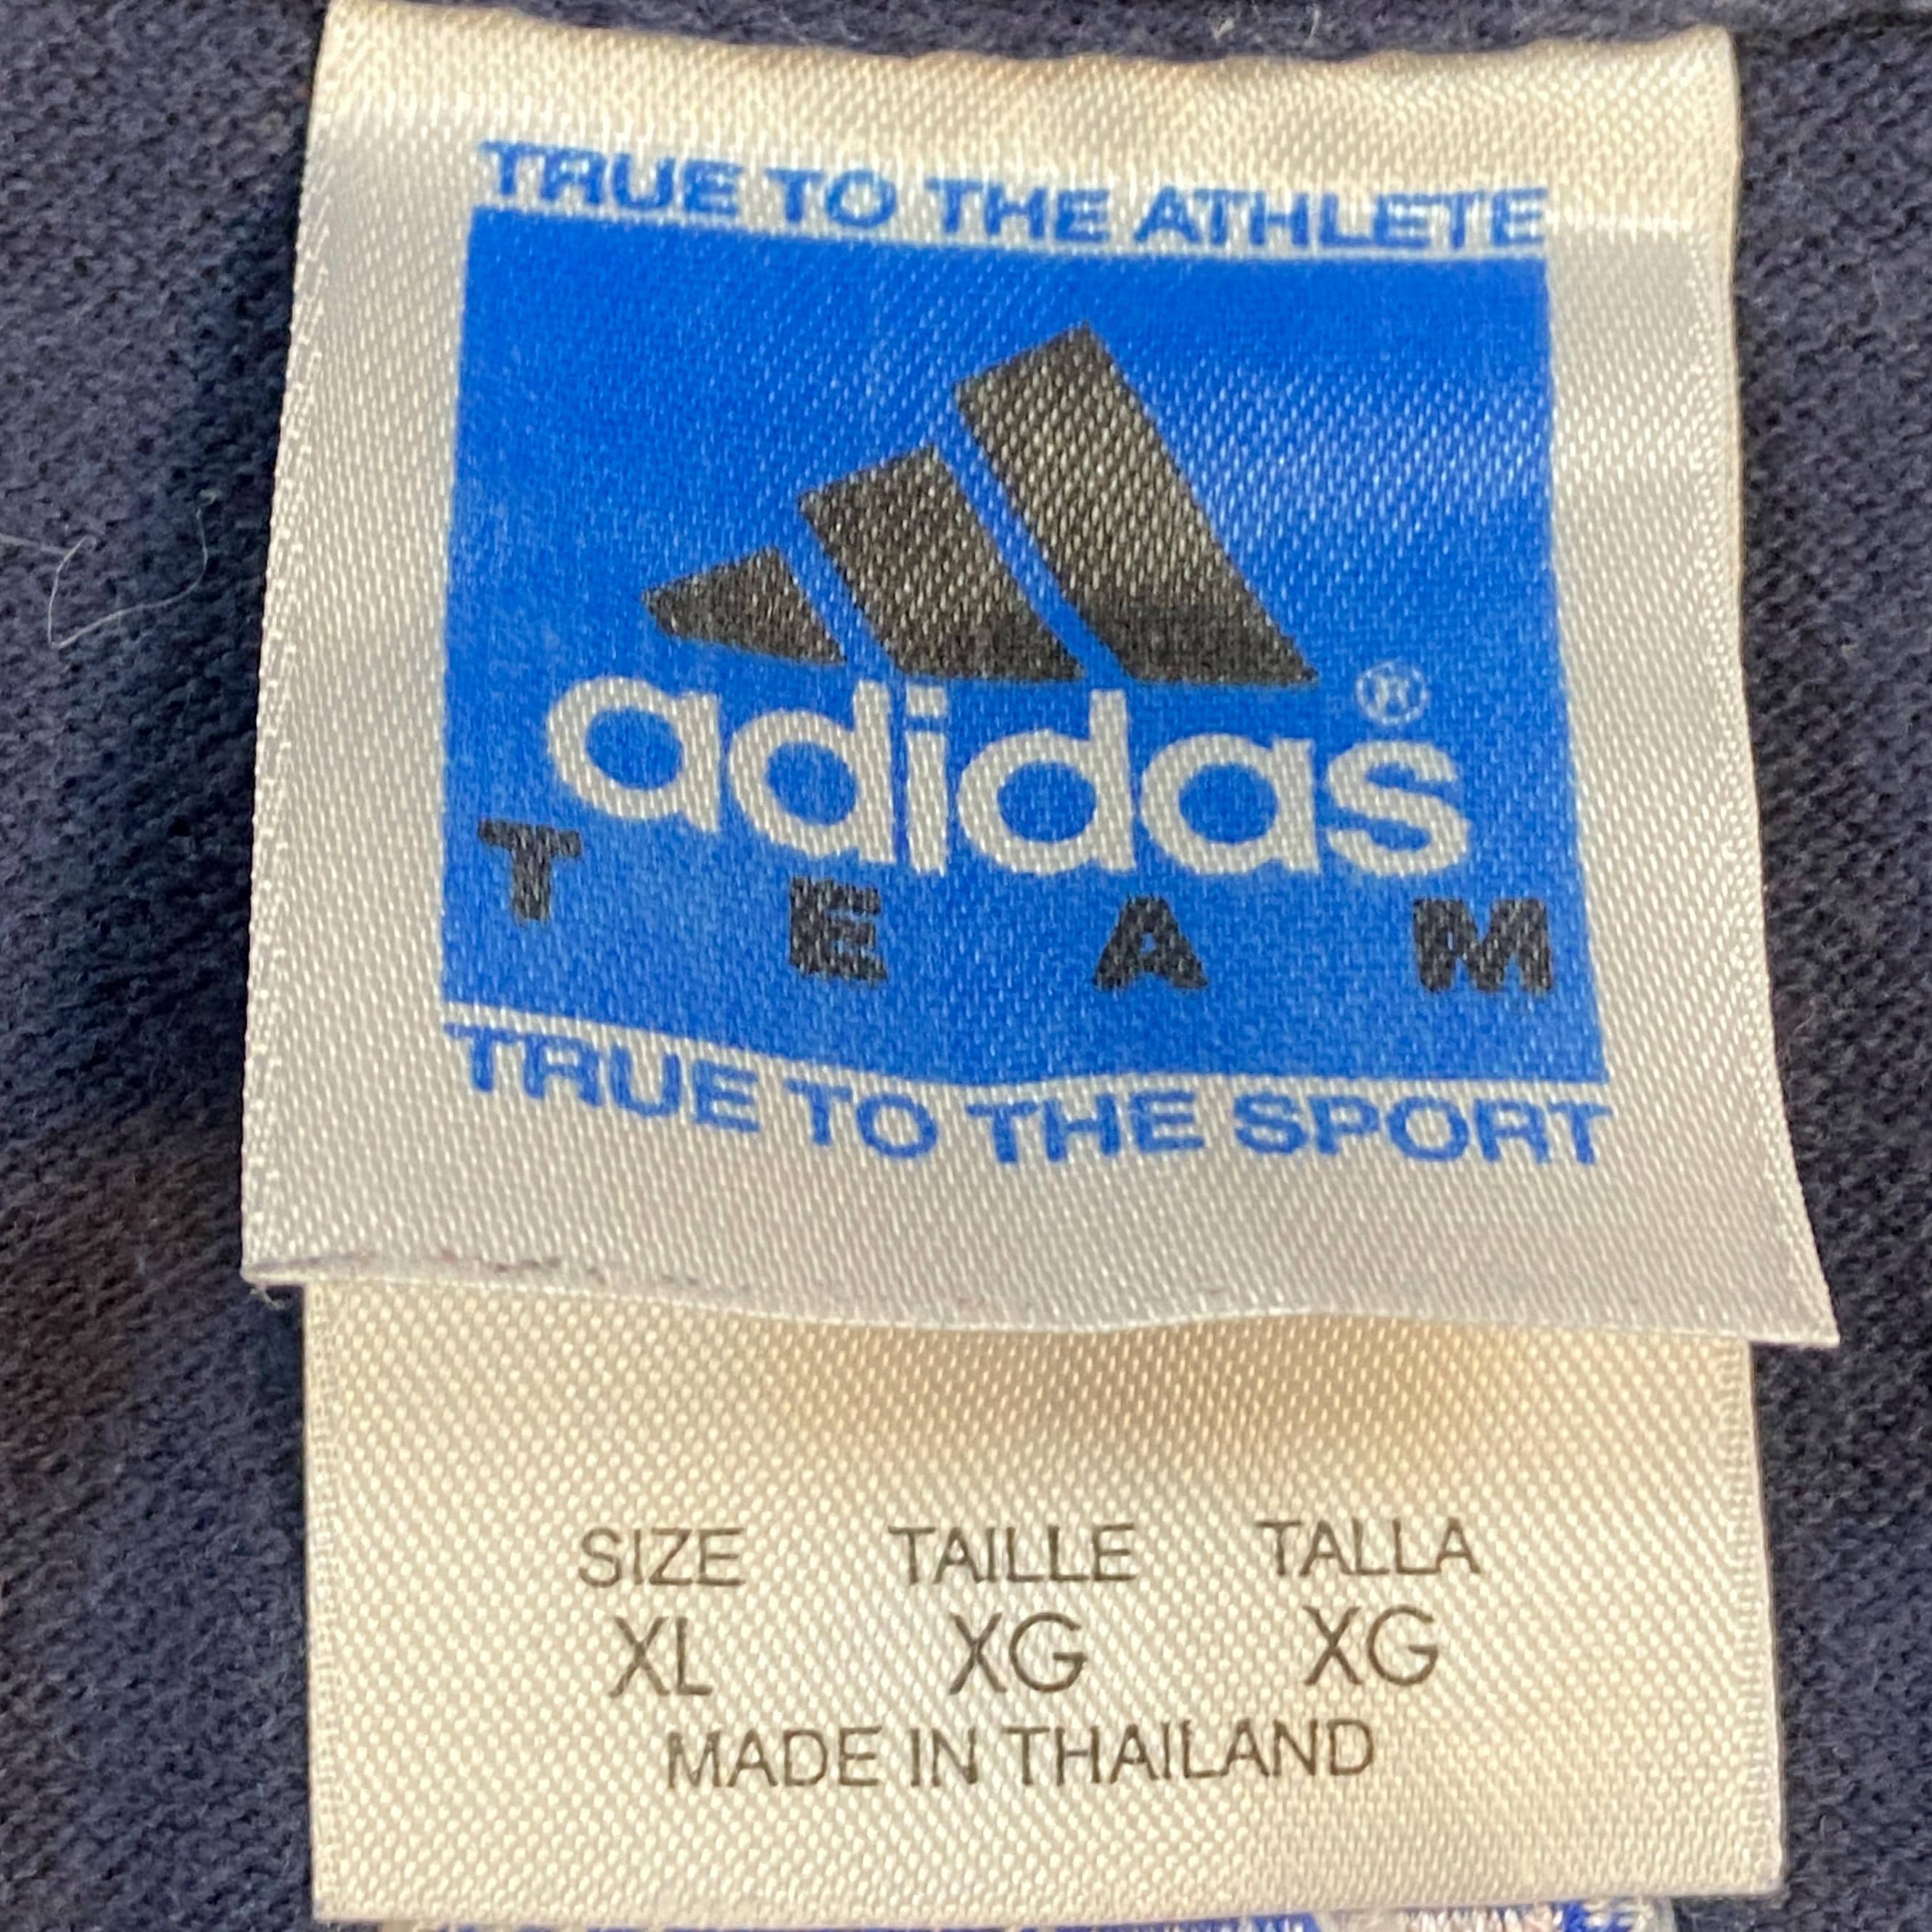 TRUE TO THE ATHLETE
adidas®
TEAM
TRUE TO THE SPORT
SIZE TAILLE TALLA
XL XG XG
MADE IN THAILAND